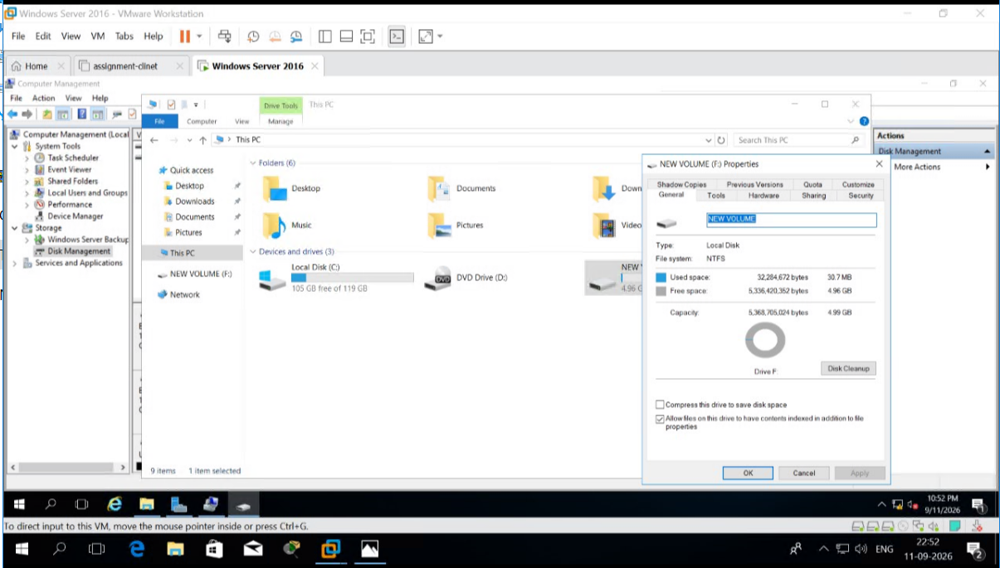 Windows Server 2016 - VMware Workstation
File Edit View VM Tabs Help
Home assignment-clinet Windows Server 2016
Computer Management
File Action View Help
Drive Tools This PC
File Computer View Manage
This PC Search This PC
Computer Management (Local
System Tools
Task Scheduler
Event Viewer
Shared Folders
Local Users and Groups
Performance
Device Manager
Storage
Windows Server Backup
Disk Management
Services and Applications
Quick access
Desktop
Downloads
Documents
Pictures
This PC
NEW VOLUME (F:)
Network
Folders (6)
Desktop Documents Down
Music Pictures Video
Devices and drives (3)
Local Disk (C:)
105 GB free of 119 GB
DVD Drive (D:)
NEW
4.96 G
9 items 1 item selected
NEW VOLUME (F:) Properties
Shadow Copies Previous Versions Quota Customize
General Tools Hardware Sharing Security
NEW VOLUME
Type: Local Disk
File system: NTFS
Used space: 32,284,672 bytes 30.7 MB
Free space: 5,336,420,352 bytes 4.96 GB
Capacity: 5,368,705,024 bytes 4.99 GB
Drive F:
Disk Cleanup
Compress this drive to save disk space
Allow files on this drive to have contents indexed in addition to file
properties
OK Cancel Apply
Actions
Disk Management
More Actions
10:52 PM
9/11/2026
To direct input to this VM, move the mouse pointer inside or press Ctrl+G.
ENG
22:52
11-09-2026